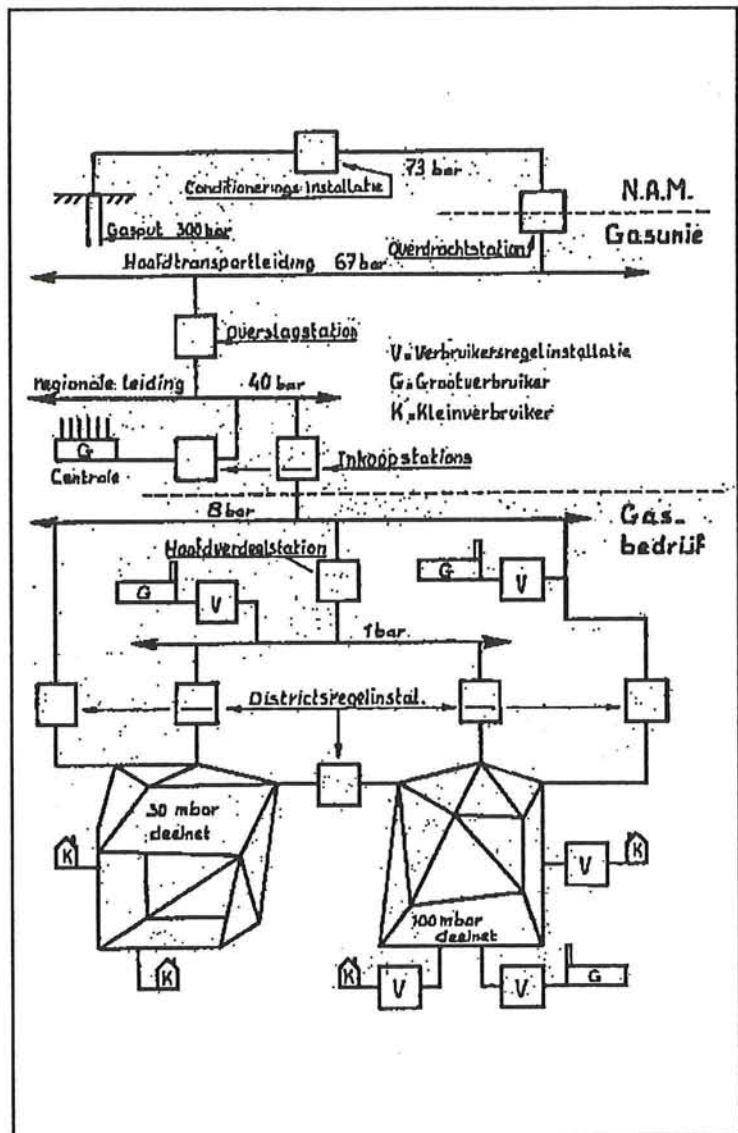 73 bar
Conditionerings-Installatie
N.A.M.
Gasput 300 bar
Overdrachtstation
Gasunie
Hoofdtransportleiding 67 bar
Overslagstation
V = Verbruikersregelinstallatie
regionale leiding 40 bar
G = Grootverbruiker
K = Kleinverbruiker
G
Centrale
Inkoopstations
8 bar
Gas-
bedrijf
Hoofdverdeelstation
G
V
G
V
1 bar
Districtsregelinstal.
30 mbar
deelnet
K
V
K
100 mbar
deelnet
K
K
V
V
G